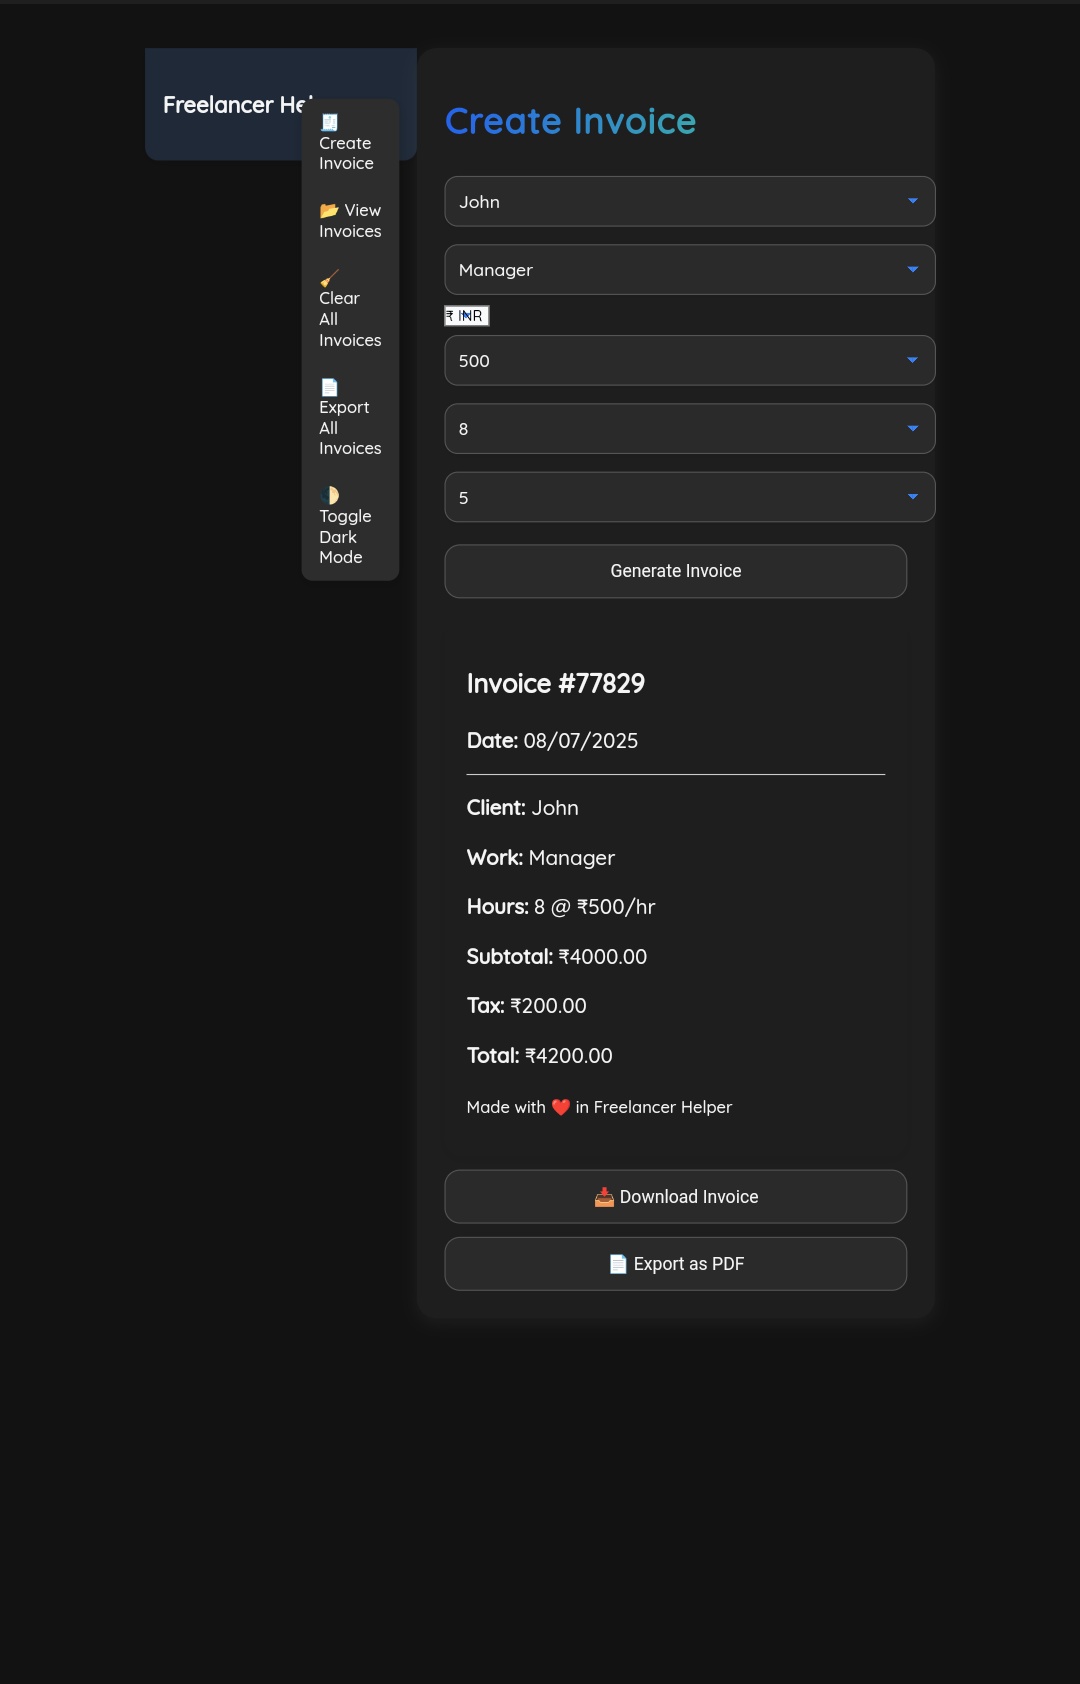 Freelancer Hel
🧾
Create
Invoice
📂 View
Invoices
🧹
Clear
All
Invoices
📄
Export
All
Invoices
🌓
Toggle
Dark
Mode
Create Invoice
John
Manager
₹ INR
500
8
5
Generate Invoice
Invoice #77829
Date: 08/07/2025
Client: John
Work: Manager
Hours: 8 @ ₹500/hr
Subtotal: ₹4000.00
Tax: ₹200.00
Total: ₹4200.00
Made with ❤️ in Freelancer Helper
📥 Download Invoice
📄 Export as PDF